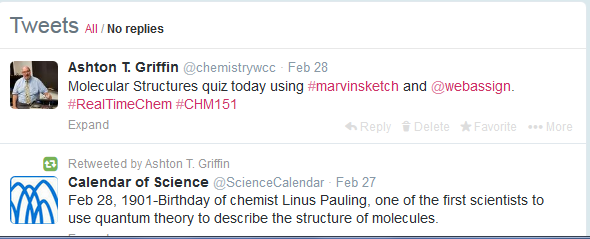 Tweets All / No replies
Ashton T. Griffin @chemistrywcc · Feb 28
Molecular Structures quiz today using #marvinsketch and @webassign.
#RealTimeChem #CHM151
Expand
Reply Delete Favorite More
Retweeted by Ashton T. Griffin
Calendar of Science @ScienceCalendar · Feb 27
Feb 28, 1901-Birthday of chemist Linus Pauling, one of the first scientists to
use quantum theory to describe the structure of molecules.